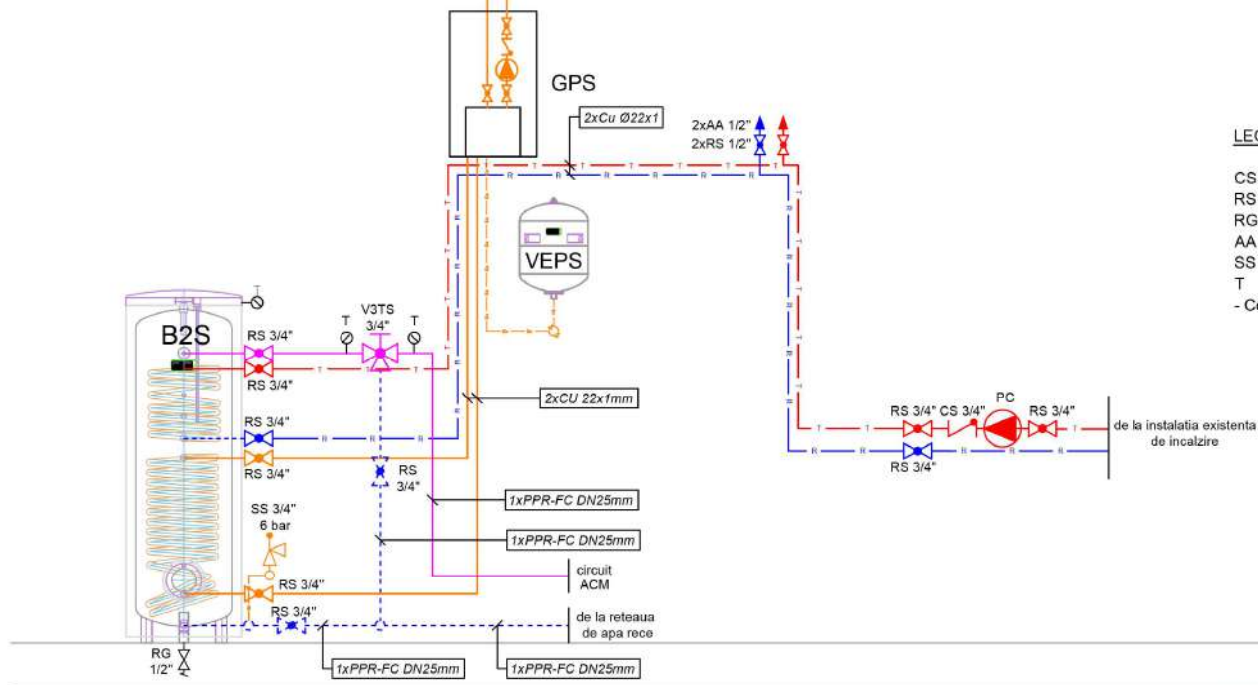 GPS
2xCu Ø22x1
2xAA 1/2"
2xRS 1/2"
LEG
CS
RS
RG
AA
SS
T
- Co
VEPS
T
B2S
RS 3/4"
T
V3TS
3/4"
T
RS 3/4"
2xCU 22x1mm
RS 3/4"
RS 3/4"
RS
3/4"
RS 3/4"
CS 3/4"
PC
RS 3/4"
de la instalatia existenta
de incalzire
RS 3/4"
SS 3/4"
6 bar
1xPPR-FC DN25mm
1xPPR-FC DN25mm
RS 3/4"
circuit
ACM
RS 3/4"
de la reteaua
de apa rece
RG
1/2"
1xPPR-FC DN25mm
1xPPR-FC DN25mm